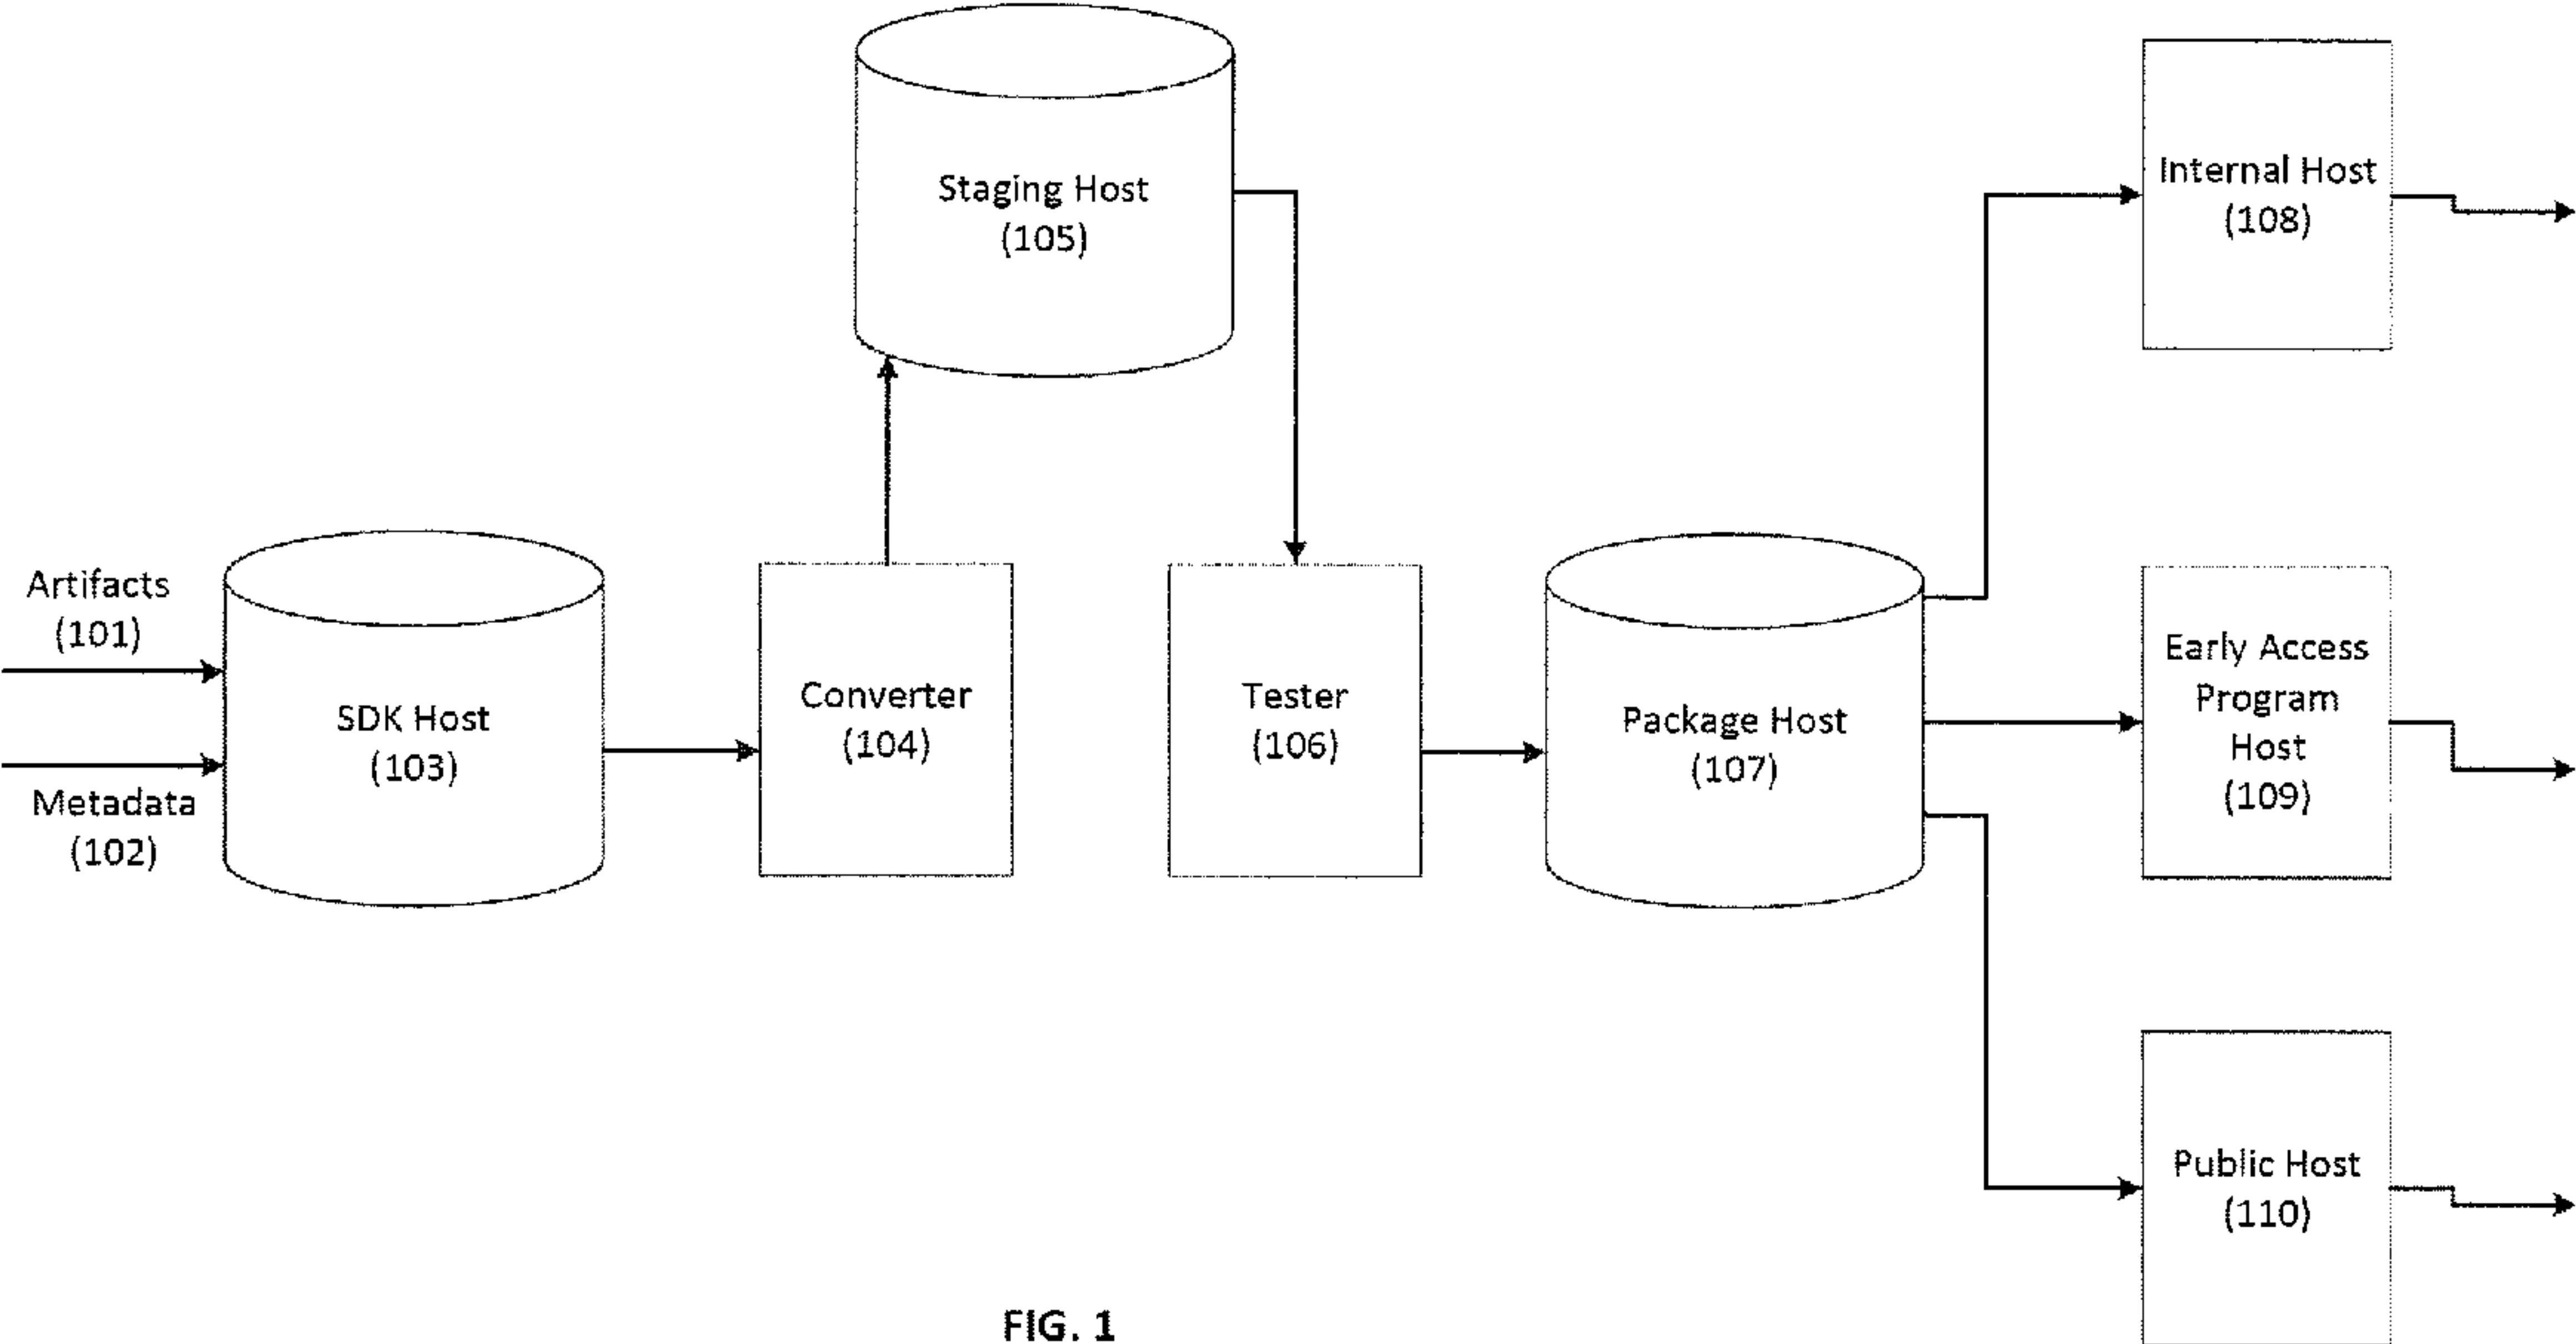 Artifacts
(101)
Metadata
(102)
SDK Host
(103)
Converter
(104)
Staging Host
(105)
Tester
(106)
Package Host
(107)
Internal Host
(108)
Early Access
Program
Host
(109)
Public Host
(110)
FIG. 1